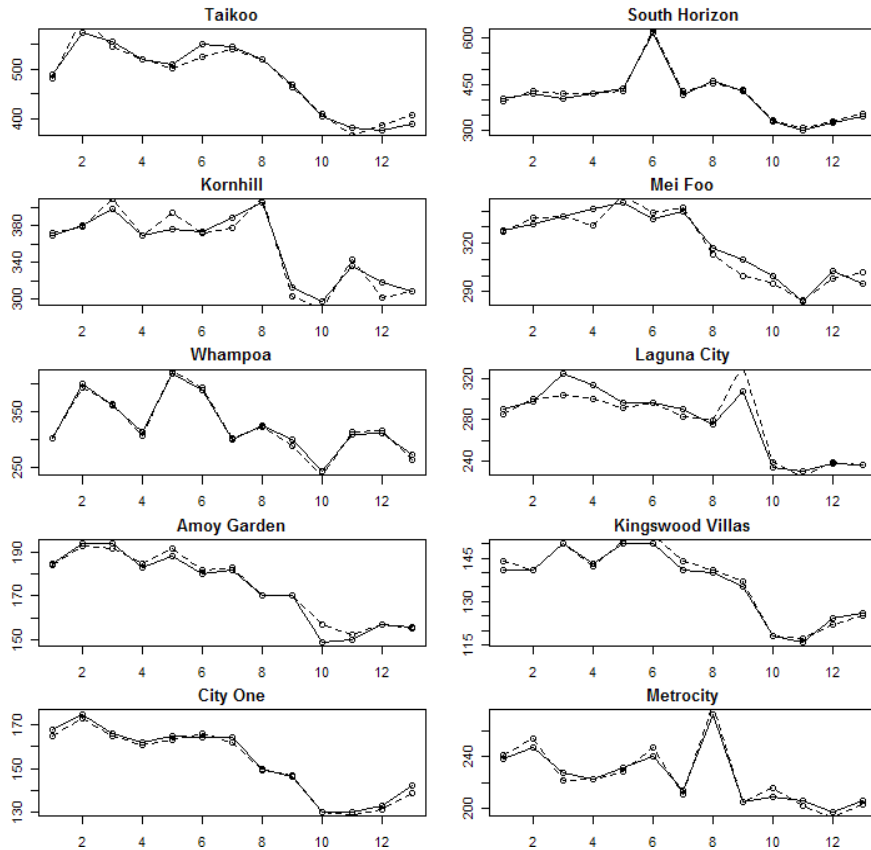 Taikoo
500
400
2 4 6 8 10 12
South Horizon
600
450
300
2 4 6 8 10 12
Kornhill
380
340
300
2 4 6 8 10 12
Mei Foo
320
290
2 4 6 8 10 12
Whampoa
350
250
2 4 6 8 10 12
Laguna City
320
280
240
2 4 6 8 10 12
Amoy Garden
190
170
150
2 4 6 8 10 12
Kingswood Villas
145
130
115
2 4 6 8 10 12
City One
170
150
130
2 4 6 8 10 12
Metrocity
240
200
2 4 6 8 10 12